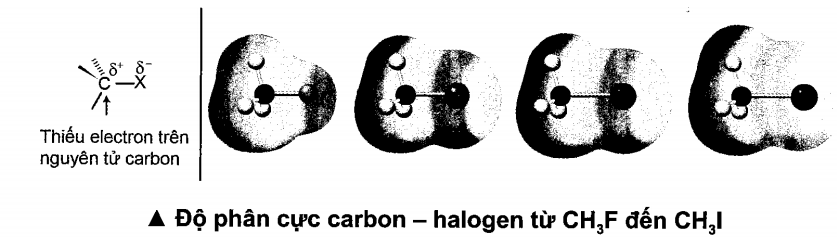 δ⁺ δ⁻
C—X
Thiếu electron trên
nguyên tử carbon
▲ Độ phân cực carbon – halogen từ CH₃F đến CH₃I